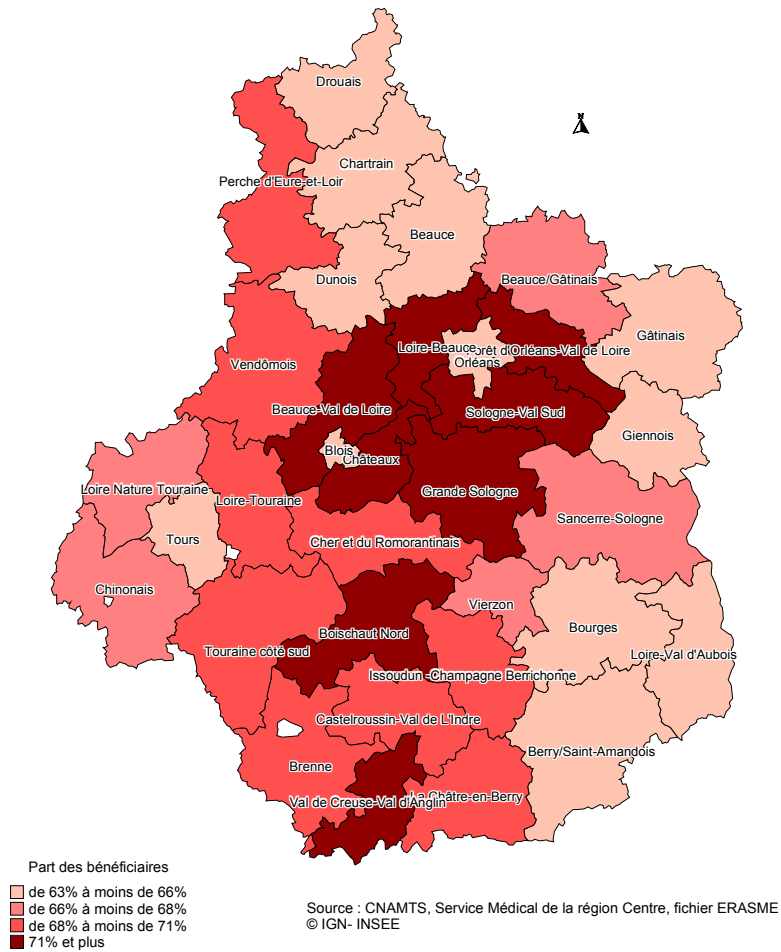 Drouais
N
Chartrain
Perche d'Eure-et-Loir
Beauce
Dunois
Beauce/Gâtinais
Gâtinais
Loire-Beauce
Forêt d'Orléans-Val de Loire
Orléans
Vendômois
Beauce-Val de Loire
Sologne-Val Sud
Giennois
Blois
Châteaux
Loire Nature Touraine
Loire-Touraine
Grande Sologne
Sancerre-Sologne
Tours
Cher et du Romorantinais
Chinonais
Vierzon
Bourges
Boischaut Nord
Touraine côté sud
Loire-Val d'Aubois
Issoudun -Champagne Berrichonne
Castelroussin-Val de L'Indre
Berry/Saint-Amandois
Brenne
Val de Creuse-Val d'Anglin
La Châtre-en-Berry
Part des bénéficiaires
de 63% à moins de 66%
de 66% à moins de 68%
de 68% à moins de 71%
71% et plus
Source : CNAMTS, Service Médical de la région Centre, fichier ERASME
© IGN- INSEE